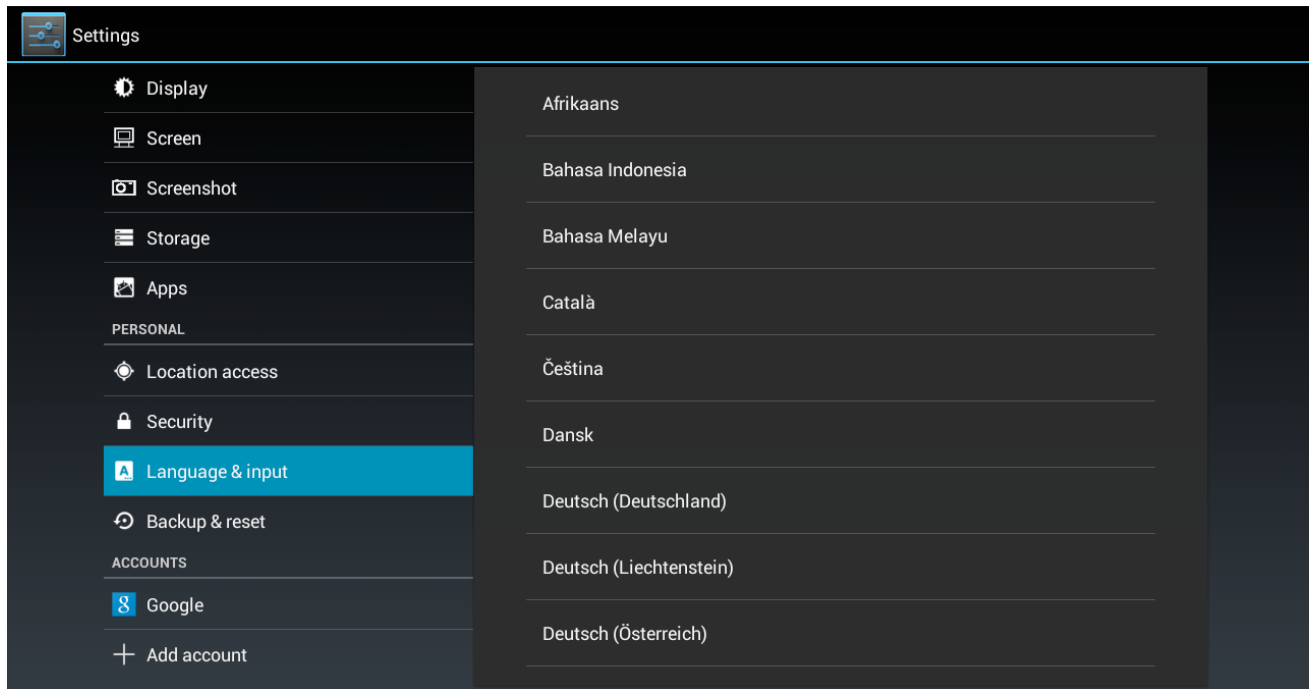 Settings
Display
Screen
Screenshot
Storage
Apps
PERSONAL
Location access
Security
Language & input
Backup & reset
ACCOUNTS
Google
Add account
Afrikaans
Bahasa Indonesia
Bahasa Melayu
Català
Čeština
Dansk
Deutsch (Deutschland)
Deutsch (Liechtenstein)
Deutsch (Österreich)